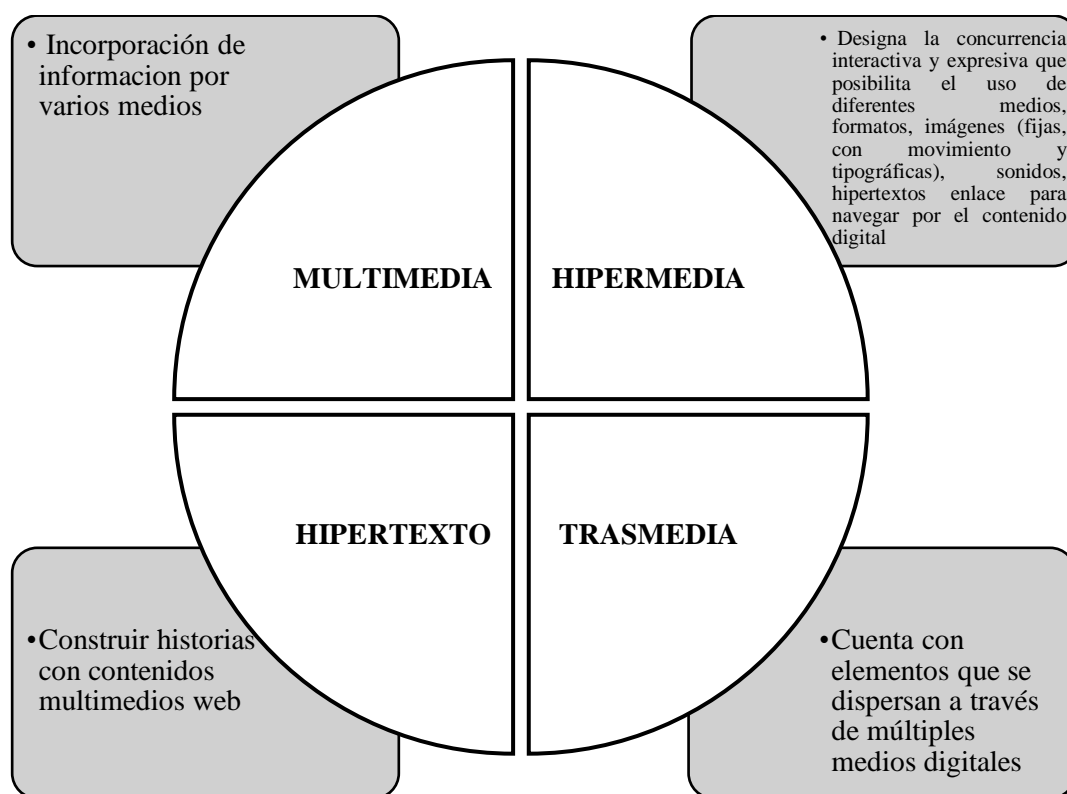 • Incorporación de
informacion por
varios medios
• Designa la concurrencia
interactiva y expresiva que
posibilita el uso de
diferentes medios,
formatos, imágenes (fijas,
con movimiento y
tipográficas), sonidos,
hipertextos enlace para
navegar por el contenido
digital
MULTIMEDIA
HIPERMEDIA
HIPERTEXTO
TRASMEDIA
•Construir historias
con contenidos
multimedios web
•Cuenta con
elementos que se
dispersan a través
de múltiples
medios digitales